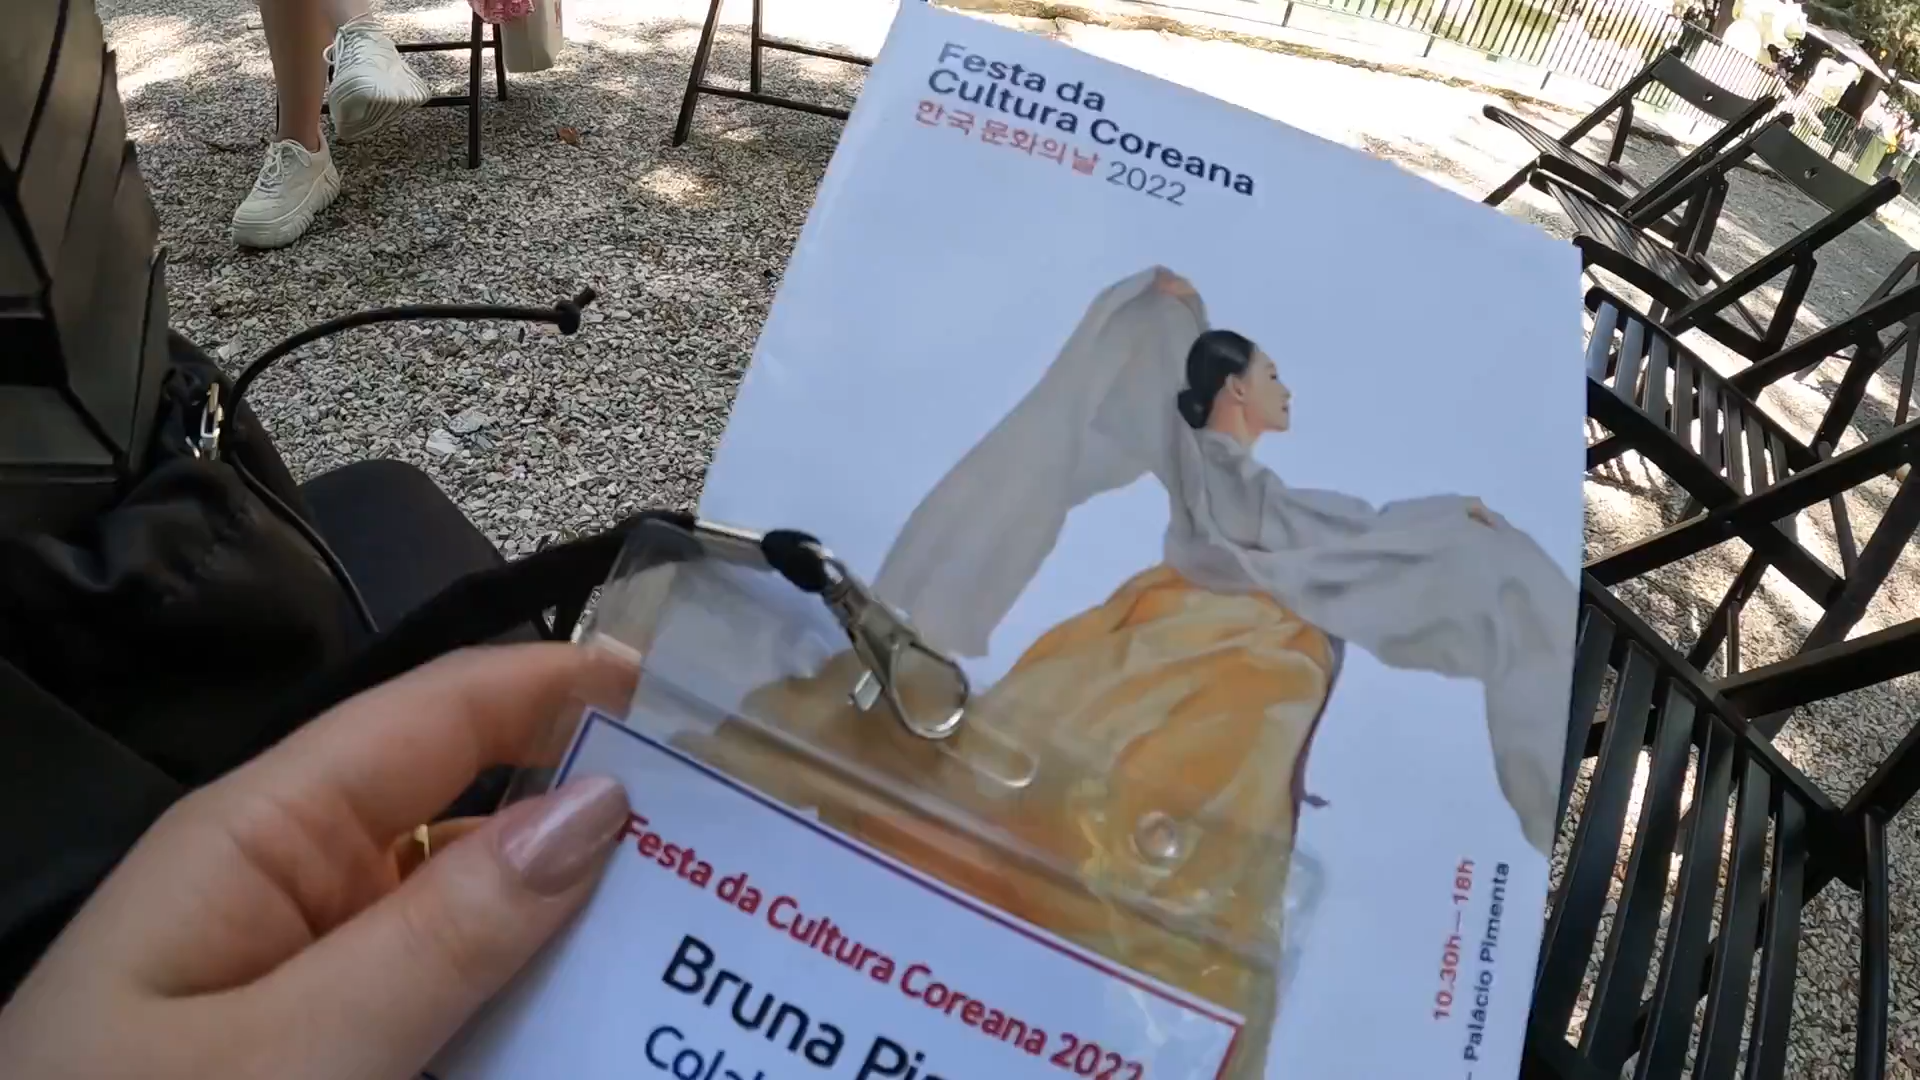 Festa da
Cultura Coreana
한국문화의날 2022
10.30h—18h
- Palácio Pimenta
Festa da Cultura Coreana 2022
Bruna